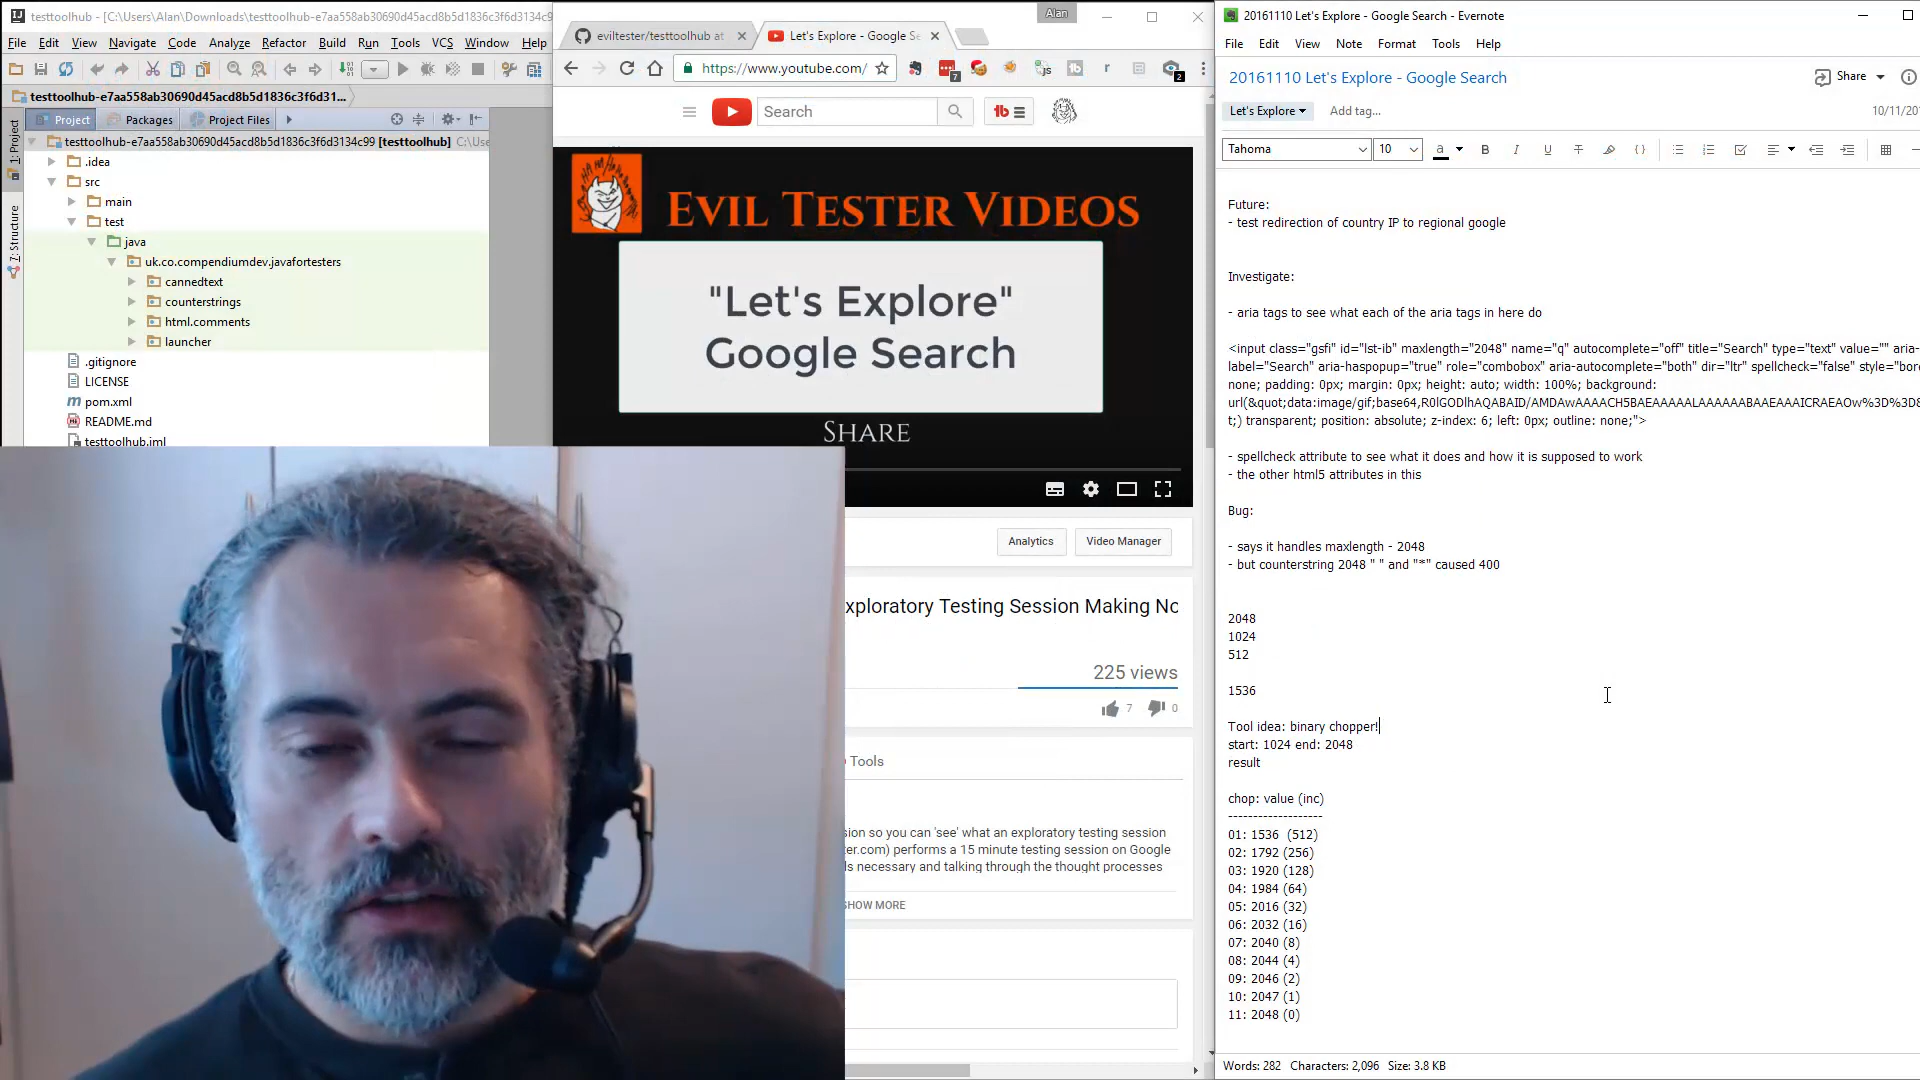 testtoolhub - [C:\Users\Alan\Downloads\testtoolhub-e7aa558ab30690d45acd8b5d1836c3f6d3134c99
File Edit View Navigate Code Analyze Refactor Build Run Tools VCS Window Help
testtoolhub-e7aa558ab30690d45acd8b5d1836c3f6d31...
Project Packages Project Files
1: Project
7: Structure
testtoolhub-e7aa558ab30690d45acd8b5d1836c3f6d3134c99 [testtoolhub] C:\Use
.idea
src
main
test
java
uk.co.compendiumdev.javafortesters
cannedtext
counterstrings
html.comments
launcher
.gitignore
LICENSE
pom.xml
README.md
testtoolhub.iml
Alan
eviltester/testtoolhub at
Let's Explore - Google Se
https://www.youtube.com/
7
2
Search
Evil Tester Videos
"Let's Explore"
Google Search
Share
Analytics
Video Manager
xploratory Testing Session Making No
225 views
7
0
Tools
sion so you can 'see' what an exploratory testing session
ter.com) performs a 15 minute testing session on Google
ls necessary and talking through the thought processes
SHOW MORE
20161110 Let's Explore - Google Search - Evernote
File Edit View Note Format Tools Help
20161110 Let's Explore - Google Search
Share
Let's Explore
Add tag...
10/11/20
Tahoma
10
Future:
- test redirection of country IP to regional google
Investigate:
- aria tags to see what each of the aria tags in here do
<input class="gsfi" id="lst-ib" maxlength="2048" name="q" autocomplete="off" title="Search" type="text" value="" aria-
label="Search" aria-haspopup="true" role="combobox" aria-autocomplete="both" dir="ltr" spellcheck="false" style="bor
none; padding: 0px; margin: 0px; height: auto; width: 100%; background:
url(&quot;data:image/gif;base64,R0lGODlhAQABAID/AMDAwAAAACH5BAEAAAAALAAAAAABAAEAAAICRAEAOw%3D%3D&
t;) transparent; position: absolute; z-index: 6; left: 0px; outline: none;">
- spellcheck attribute to see what it does and how it is supposed to work
- the other html5 attributes in this
Bug:
- says it handles maxlength - 2048
- but counterstring 2048 " " and "*" caused 400
2048
1024
512
1536
Tool idea: binary chopper!
start: 1024 end: 2048
result
chop: value (inc)
-------------------
01: 1536 (512)
02: 1792 (256)
03: 1920 (128)
04: 1984 (64)
05: 2016 (32)
06: 2032 (16)
07: 2040 (8)
08: 2044 (4)
09: 2046 (2)
10: 2047 (1)
11: 2048 (0)
Words: 282 Characters: 2,096 Size: 3.8 KB